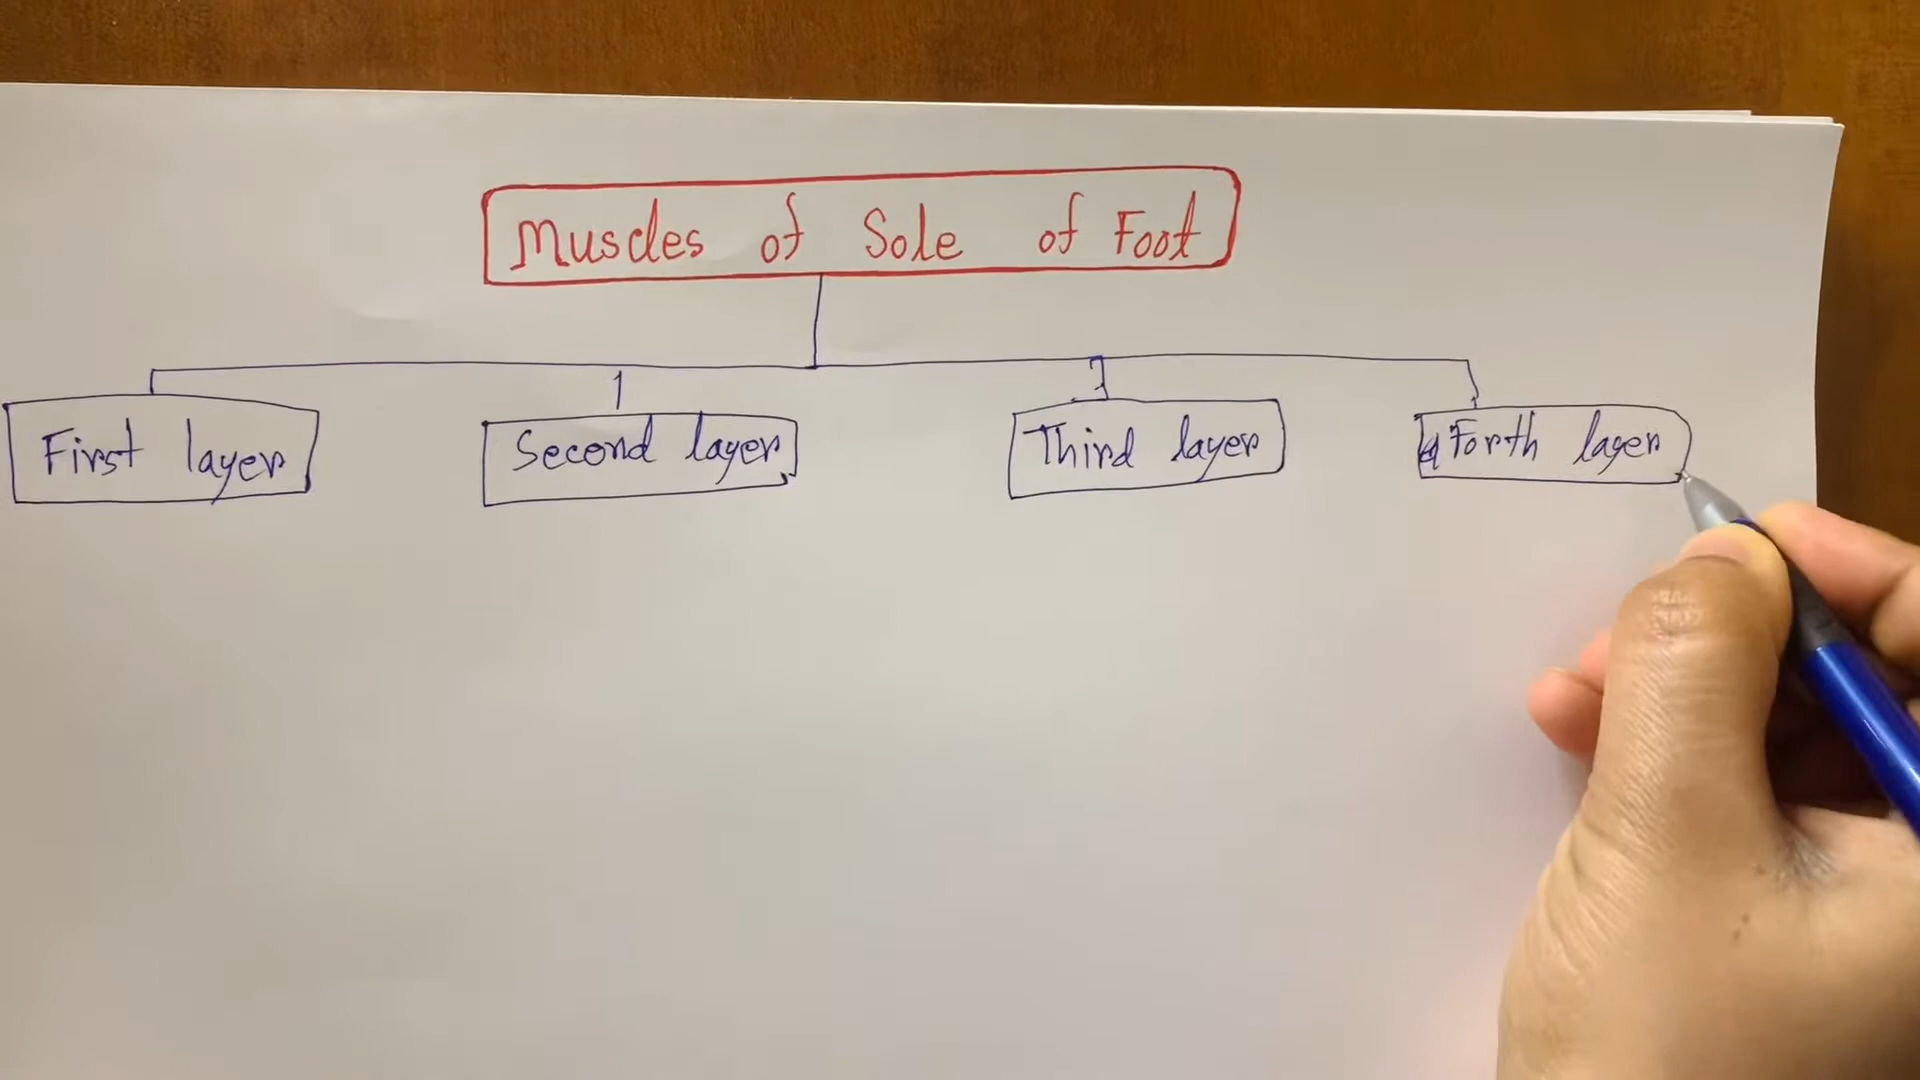 Muscles of Sole of Foot
First layer
Second layer
Third layer
Forth layer